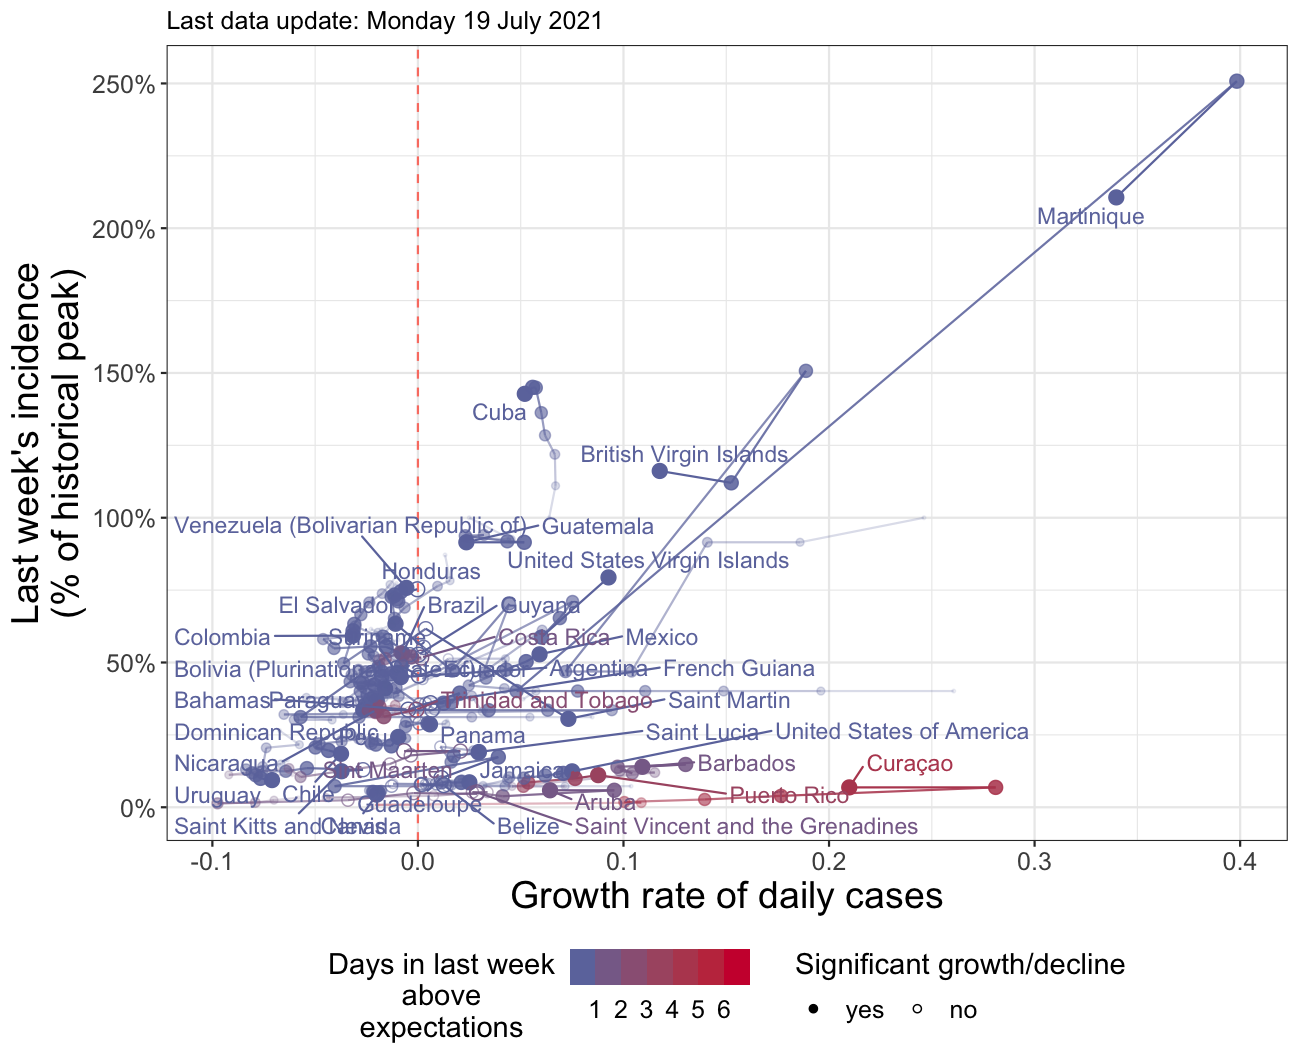 Last data update: Monday 19 July 2021
250%
200%
150%
100%
50%
0%
Last week's incidence
(% of historical peak)
Martinique
Cuba
British Virgin Islands
Venezuela (Bolivarian Republic of)
Guatemala
United States Virgin Islands
Honduras
El Salvador
Brazil
Guyana
Colombia
Suriname
Costa Rica
Mexico
Bolivia (Plurinational State of)
Ecuador
Argentina
French Guiana
Bahamas
Paraguay
Trinidad and Tobago
Saint Martin
Dominican Republic
Panama
Saint Lucia
United States of America
Nicaragua
Sint Maarten
Jamaica
Barbados
Curaçao
Uruguay
Chile
Guadeloupe
Aruba
Puerto Rico
Saint Kitts and Nevis
Canada
Belize
Saint Vincent and the Grenadines
-0.1
0.0
0.1
0.2
0.3
0.4
Growth rate of daily cases
Days in last week
above
expectations
1 2 3 4 5 6
Significant growth/decline
yes
no